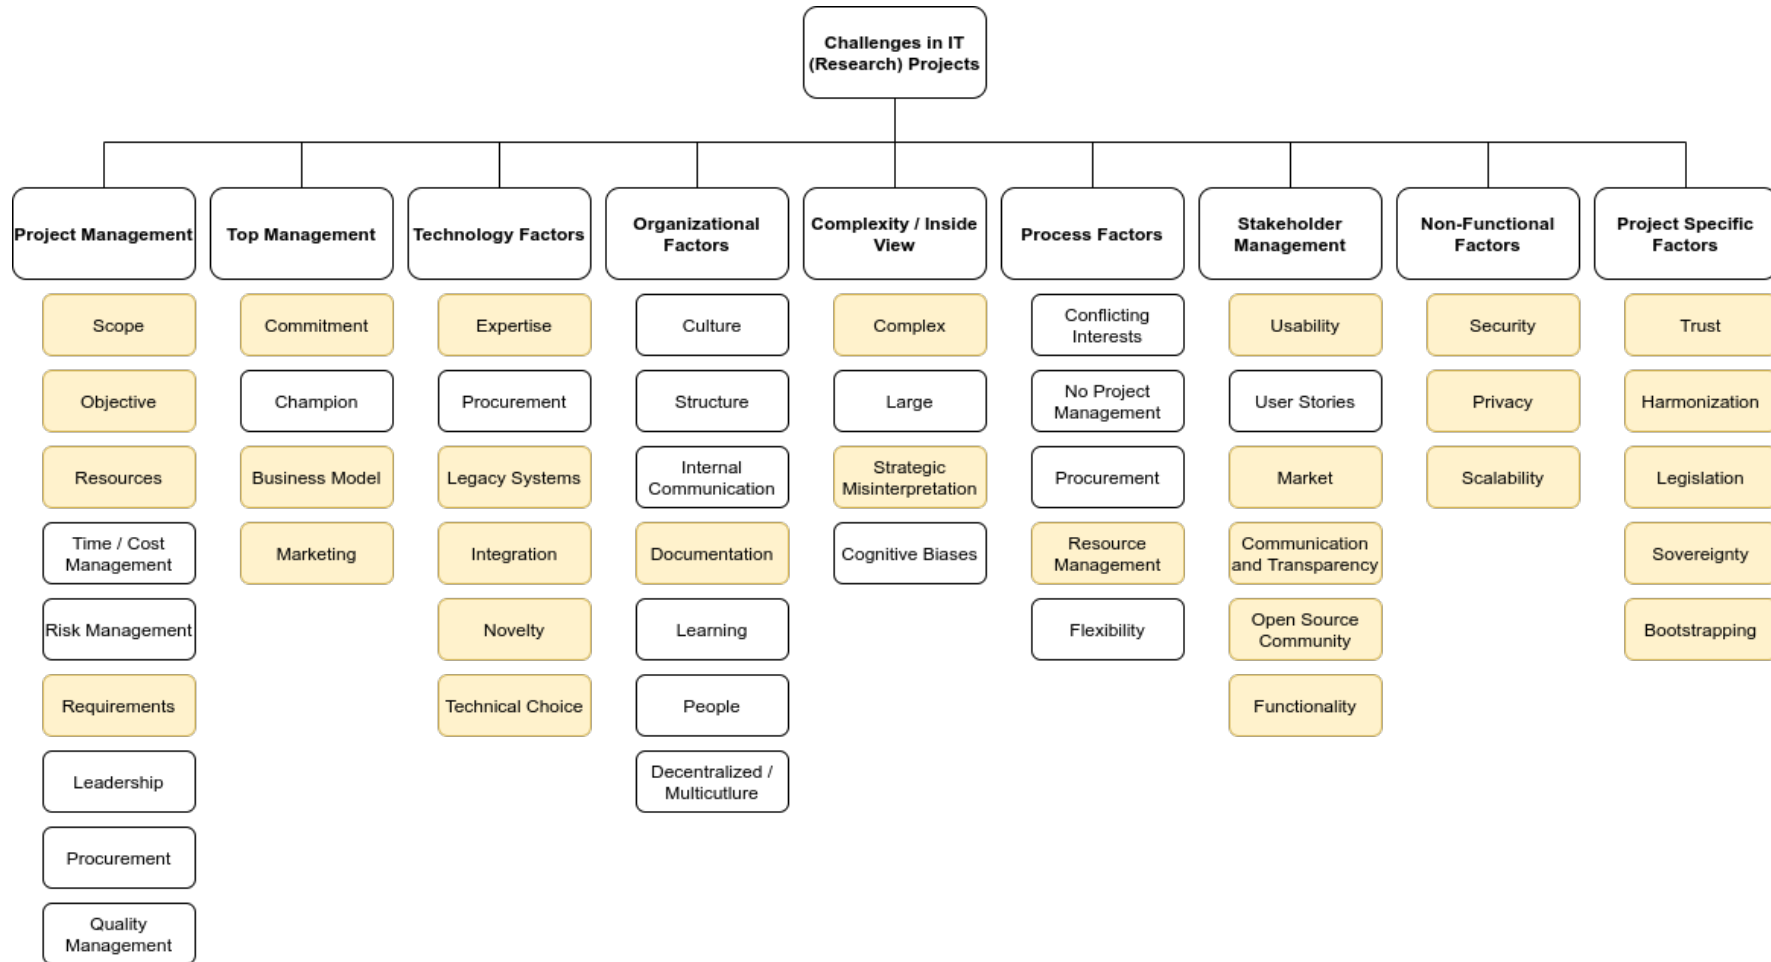 Challenges in IT
(Research) Projects
Project Management
Top Management
Technology Factors
Organizational
Factors
Complexity / Inside
View
Process Factors
Stakeholder
Management
Non-Functional
Factors
Project Specific
Factors
Scope
Objective
Resources
Time / Cost
Management
Risk Management
Requirements
Leadership
Procurement
Quality
Management
Commitment
Champion
Business Model
Marketing
Expertise
Procurement
Legacy Systems
Integration
Novelty
Technical Choice
Culture
Structure
Internal
Communication
Documentation
Learning
People
Decentralized /
Multicutlure
Complex
Large
Strategic
Misinterpretation
Cognitive Biases
Conflicting
Interests
No Project
Management
Procurement
Resource
Management
Flexibility
Usability
User Stories
Market
Communication
and Transparency
Open Source
Community
Functionality
Security
Privacy
Scalability
Trust
Harmonization
Legislation
Sovereignty
Bootstrapping